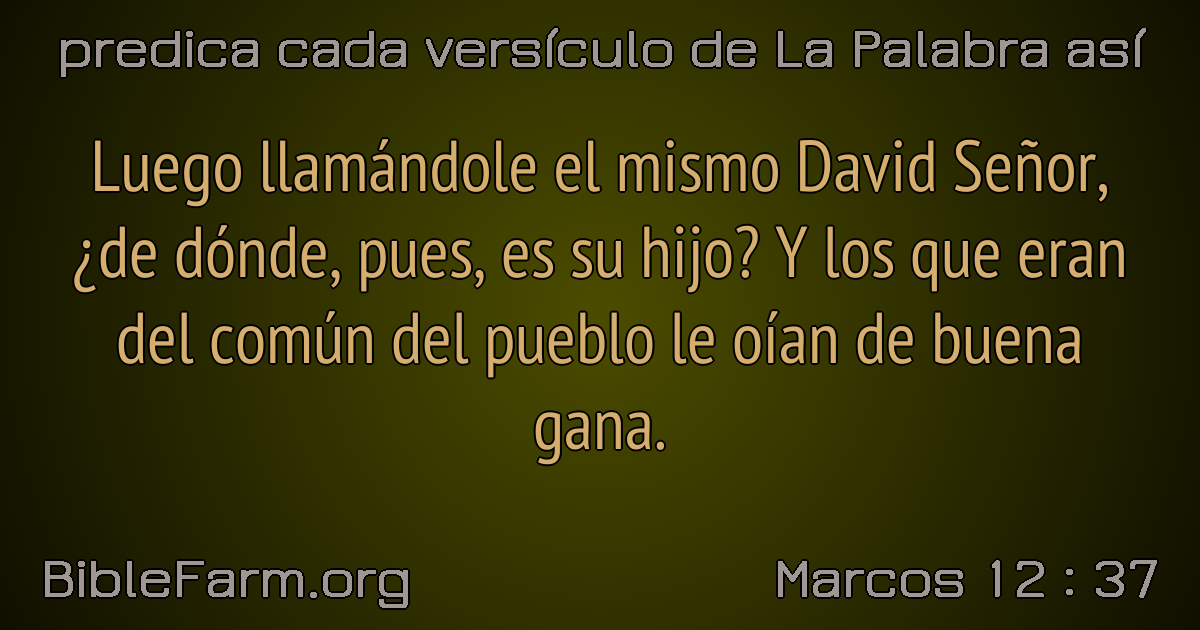 predica cada versículo de La Palabra así
Luego llamándole el mismo David Señor,
¿de dónde, pues, es su hijo? Y los que eran
del común del pueblo le oían de buena
gana.
BibleFarm.org
Marcos 12 : 37